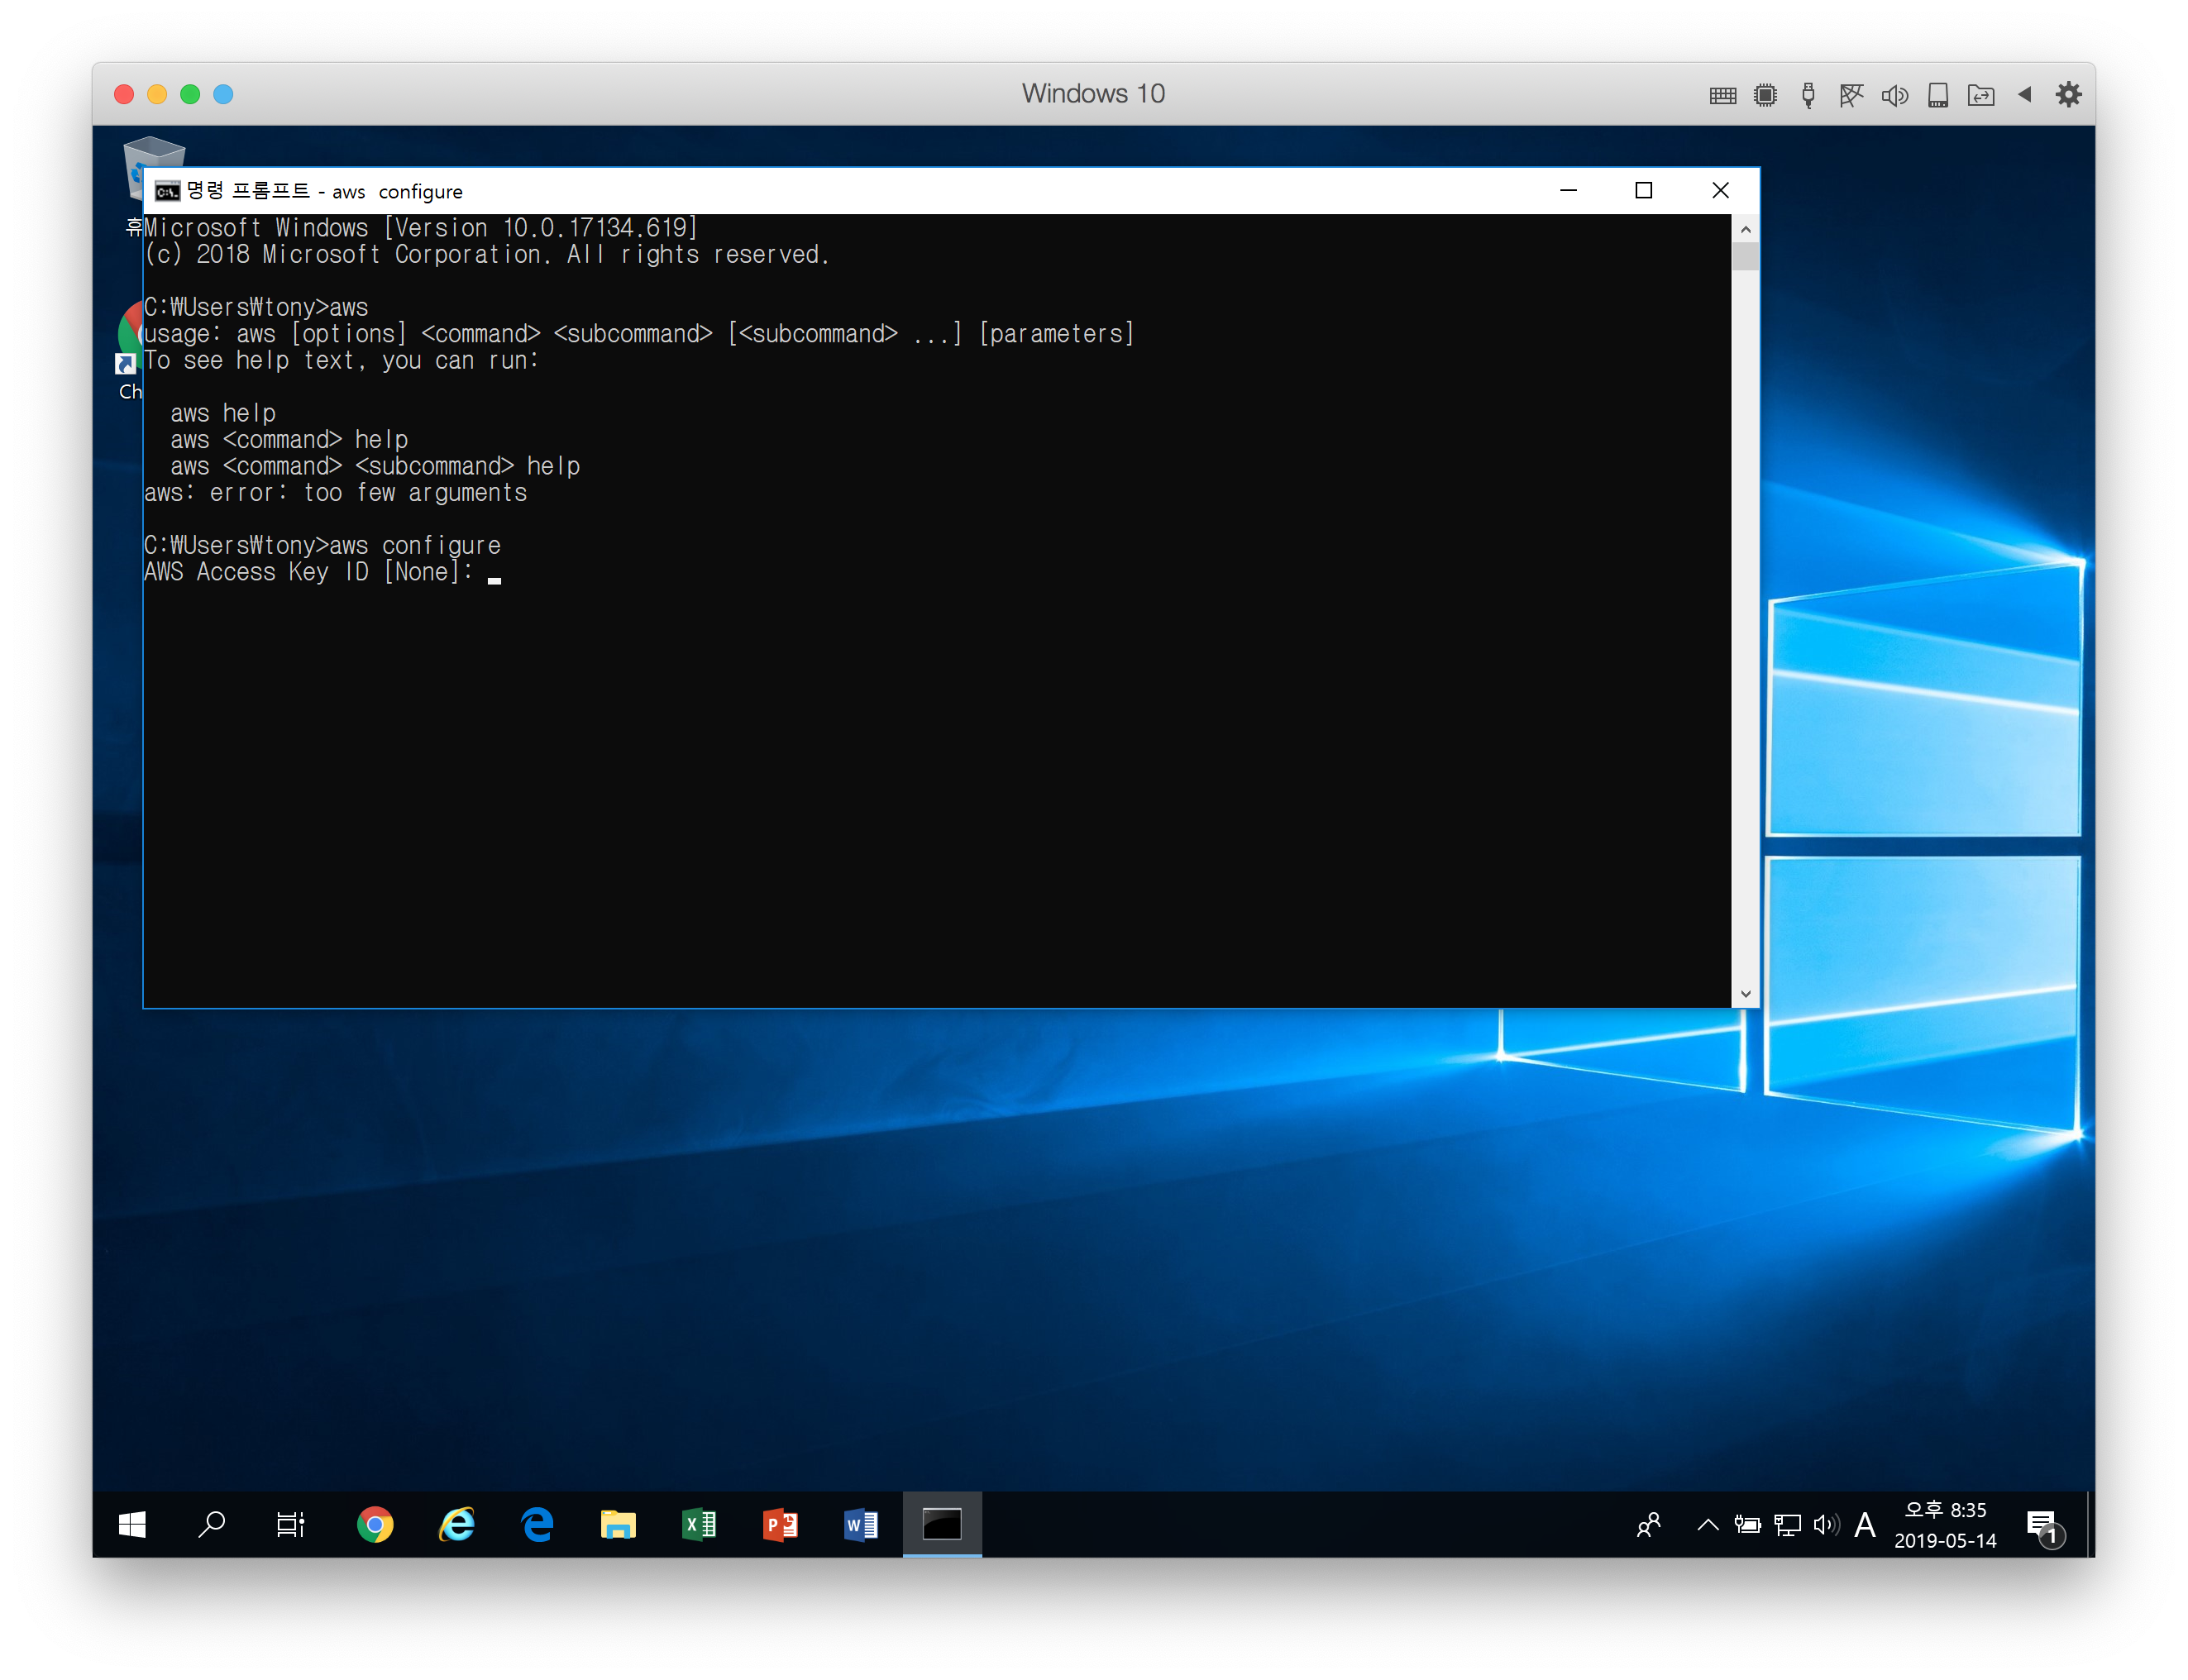 Windows 10
명령 프롬프트 - aws  configure
휴
Ch
Microsoft Windows [Version 10.0.17134.619]
(c) 2018 Microsoft Corporation. All rights reserved.
C:₩Users₩tony>aws
usage: aws [options] <command> <subcommand> [<subcommand> ...] [parameters]
To see help text, you can run:
aws help
aws <command> help
aws <command> <subcommand> help
aws: error: too few arguments
C:₩Users₩tony>aws configure
AWS Access Key ID [None]:
A
오후 8:35
2019-05-14
1